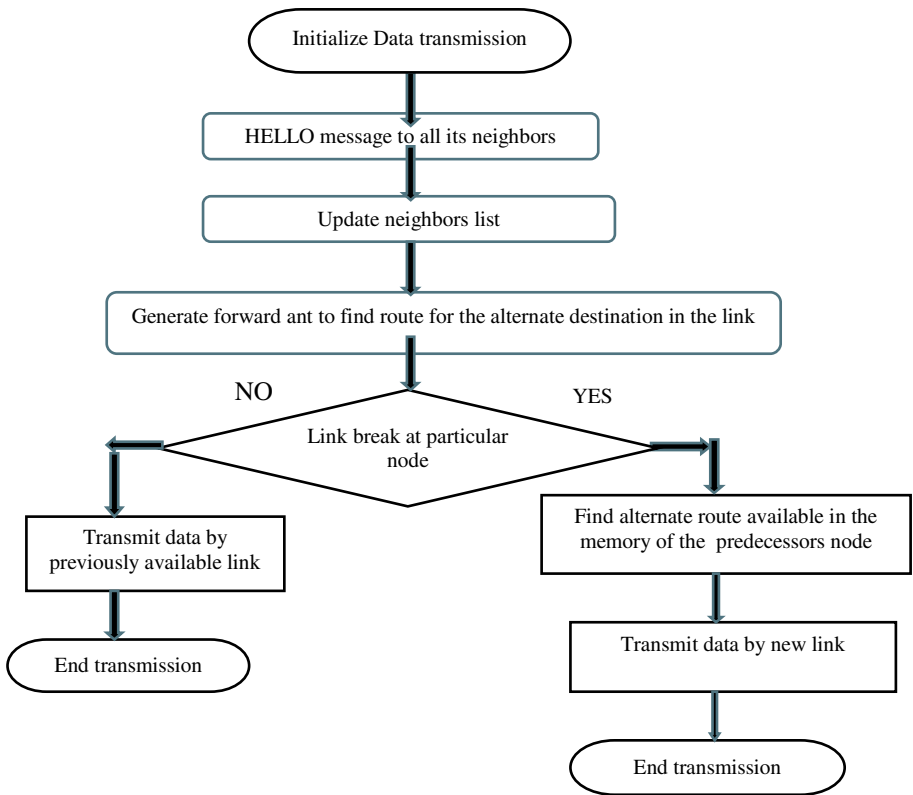 Initialize Data transmission
HELLO message to all its neighbors
Update neighbors list
Generate forward ant to find route for the alternate destination in the link
NO
YES
Link break at particular
node
Transmit data by
previously available link
End transmission
Find alternate route available in the
memory of the predecessors node
Transmit data by new link
End transmission